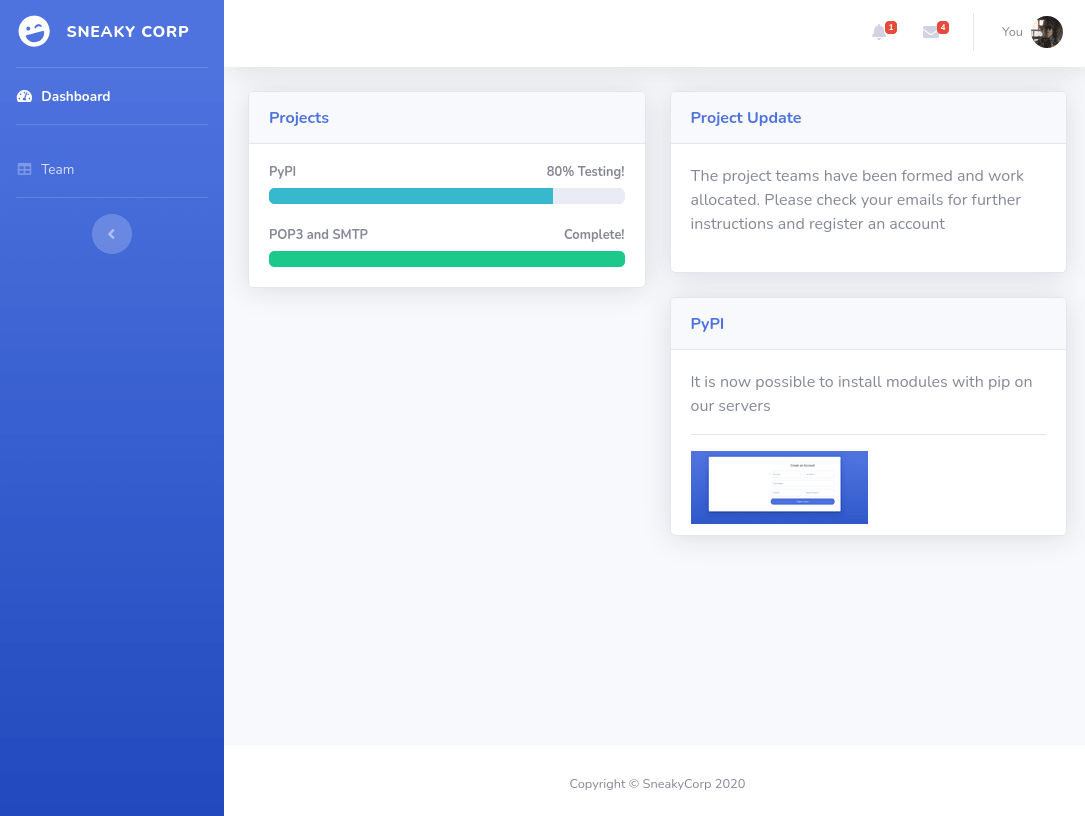 SNEAKY CORP
Dashboard
Team
1
4
You
Projects
PyPI
80% Testing!
POP3 and SMTP
Complete!
Project Update
The project teams have been formed and work
allocated. Please check your emails for further
instructions and register an account
PyPI
It is now possible to install modules with pip on
our servers
Create an Account!
Copyright © SneakyCorp 2020